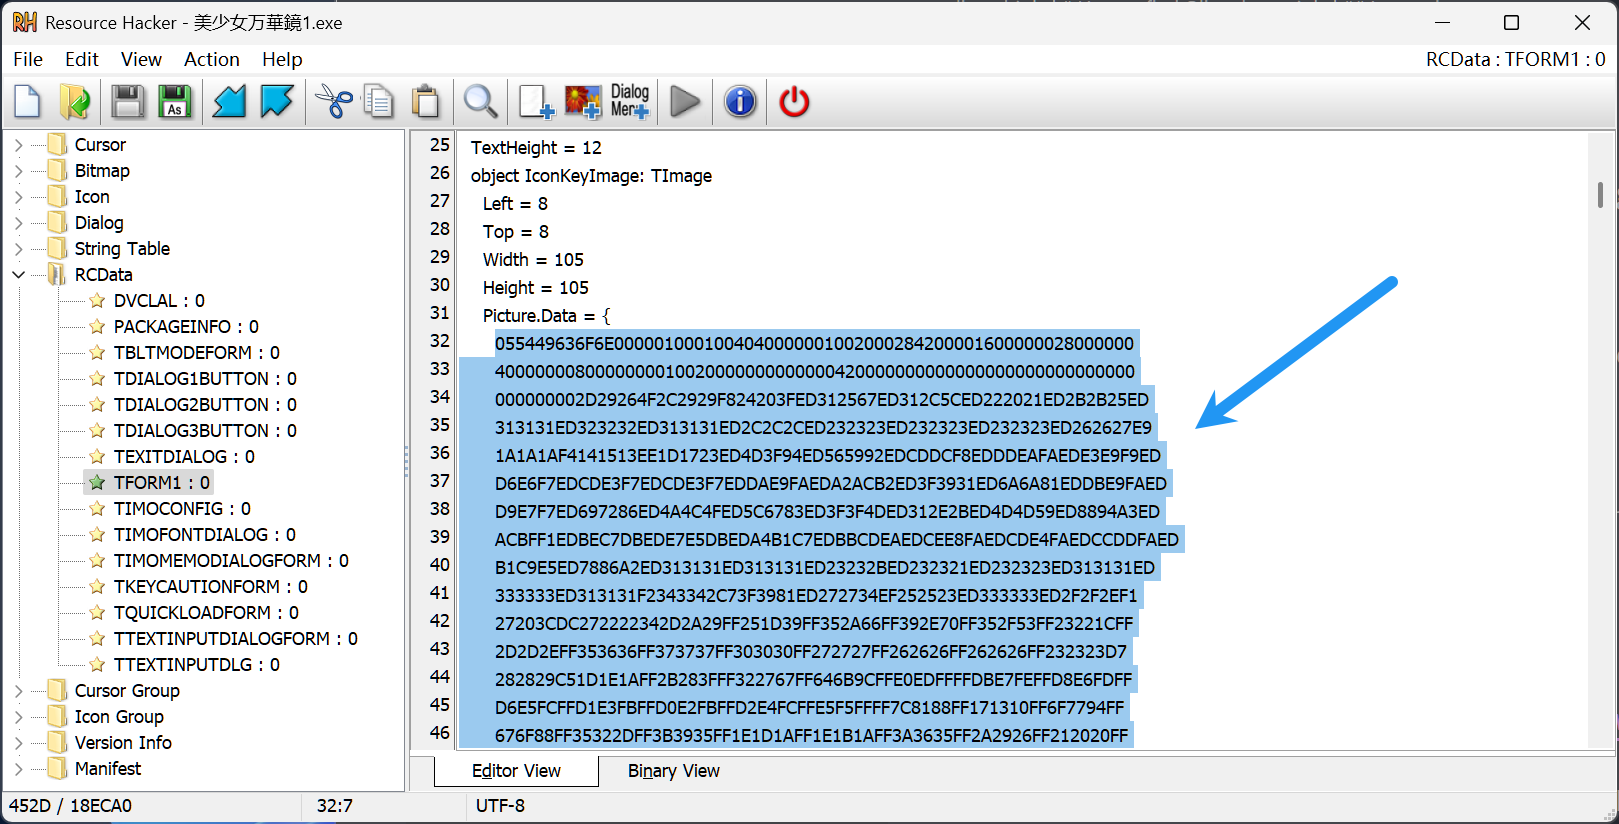 Resource Hacker - 美少女万華鏡1.exe
File Edit View Action Help
RCData : TFORM1 : 0
As
Dialog
Men
Cursor
Bitmap
Icon
Dialog
String Table
RCData
DVCLAL : 0
PACKAGEINFO : 0
TBLTMODEFORM : 0
TDIALOG1BUTTON : 0
TDIALOG2BUTTON : 0
TDIALOG3BUTTON : 0
TEXITDIALOG : 0
TFORM1 : 0
TIMOCONFIG : 0
TIMOFONTDIALOG : 0
TIMOMEMODIALOGFORM : 0
TKEYCAUTIONFORM : 0
TQUICKLOADFORM : 0
TTEXTINPUTDIALOGFORM : 0
TTEXTINPUTDLG : 0
Cursor Group
Icon Group
Version Info
Manifest
25 TextHeight = 12
26 object IconKeyImage: TImage
27 Left = 8
28 Top = 8
29 Width = 105
30 Height = 105
31 Picture.Data = {
32 055449636F6E0000010001004040000001002000284200001600000028000000
33 4000000080000000010020000000000000420000000000000000000000000000
34 000000002D29264F2C2929F824203FED312567ED312C5CED222021ED2B2B25ED
35 313131ED323232ED313131ED2C2C2CED232323ED232323ED232323ED262627E9
36 1A1A1AF4141513EE1D1723ED4D3F94ED565992EDCDDCF8EDDDEAFAEDE3E9F9ED
37 D6E6F7EDCDE3F7EDCDE3F7EDDAE9FAEDA2ACB2ED3F3931ED6A6A81EDDBE9FAED
38 D9E7F7ED697286ED4A4C4FED5C6783ED3F3F4DED312E2BED4D4D59ED8894A3ED
39 ACBFF1EDBEC7DBEDE7E5DBEDA4B1C7EDBBCDEAEDCEE8FAEDCDE4FAEDCCDDFAED
40 B1C9E5ED7886A2ED313131ED313131ED23232BED232321ED232323ED313131ED
41 333333ED313131F2343342C73F3981ED272734EF252523ED333333ED2F2F2EF1
42 27203CDC272222342D2A29FF251D39FF352A66FF392E70FF352F53FF23221CFF
43 2D2D2EFF353636FF373737FF303030FF272727FF262626FF262626FF232323D7
44 282829C51D1E1AFF2B283FFF322767FF646B9CFFE0EDFFFFDBE7FEFFD8E6FDFF
45 D6E5FCFFD1E3FBFFD0E2FBFFD2E4FCFFE5F5FFFF7C8188FF171310FF6F7794FF
46 676F88FF35322DFF3B3935FF1E1D1AFF1E1B1AFF3A3635FF2A2926FF212020FF
Editor View Binary View
452D / 18ECA0 32:7 UTF-8